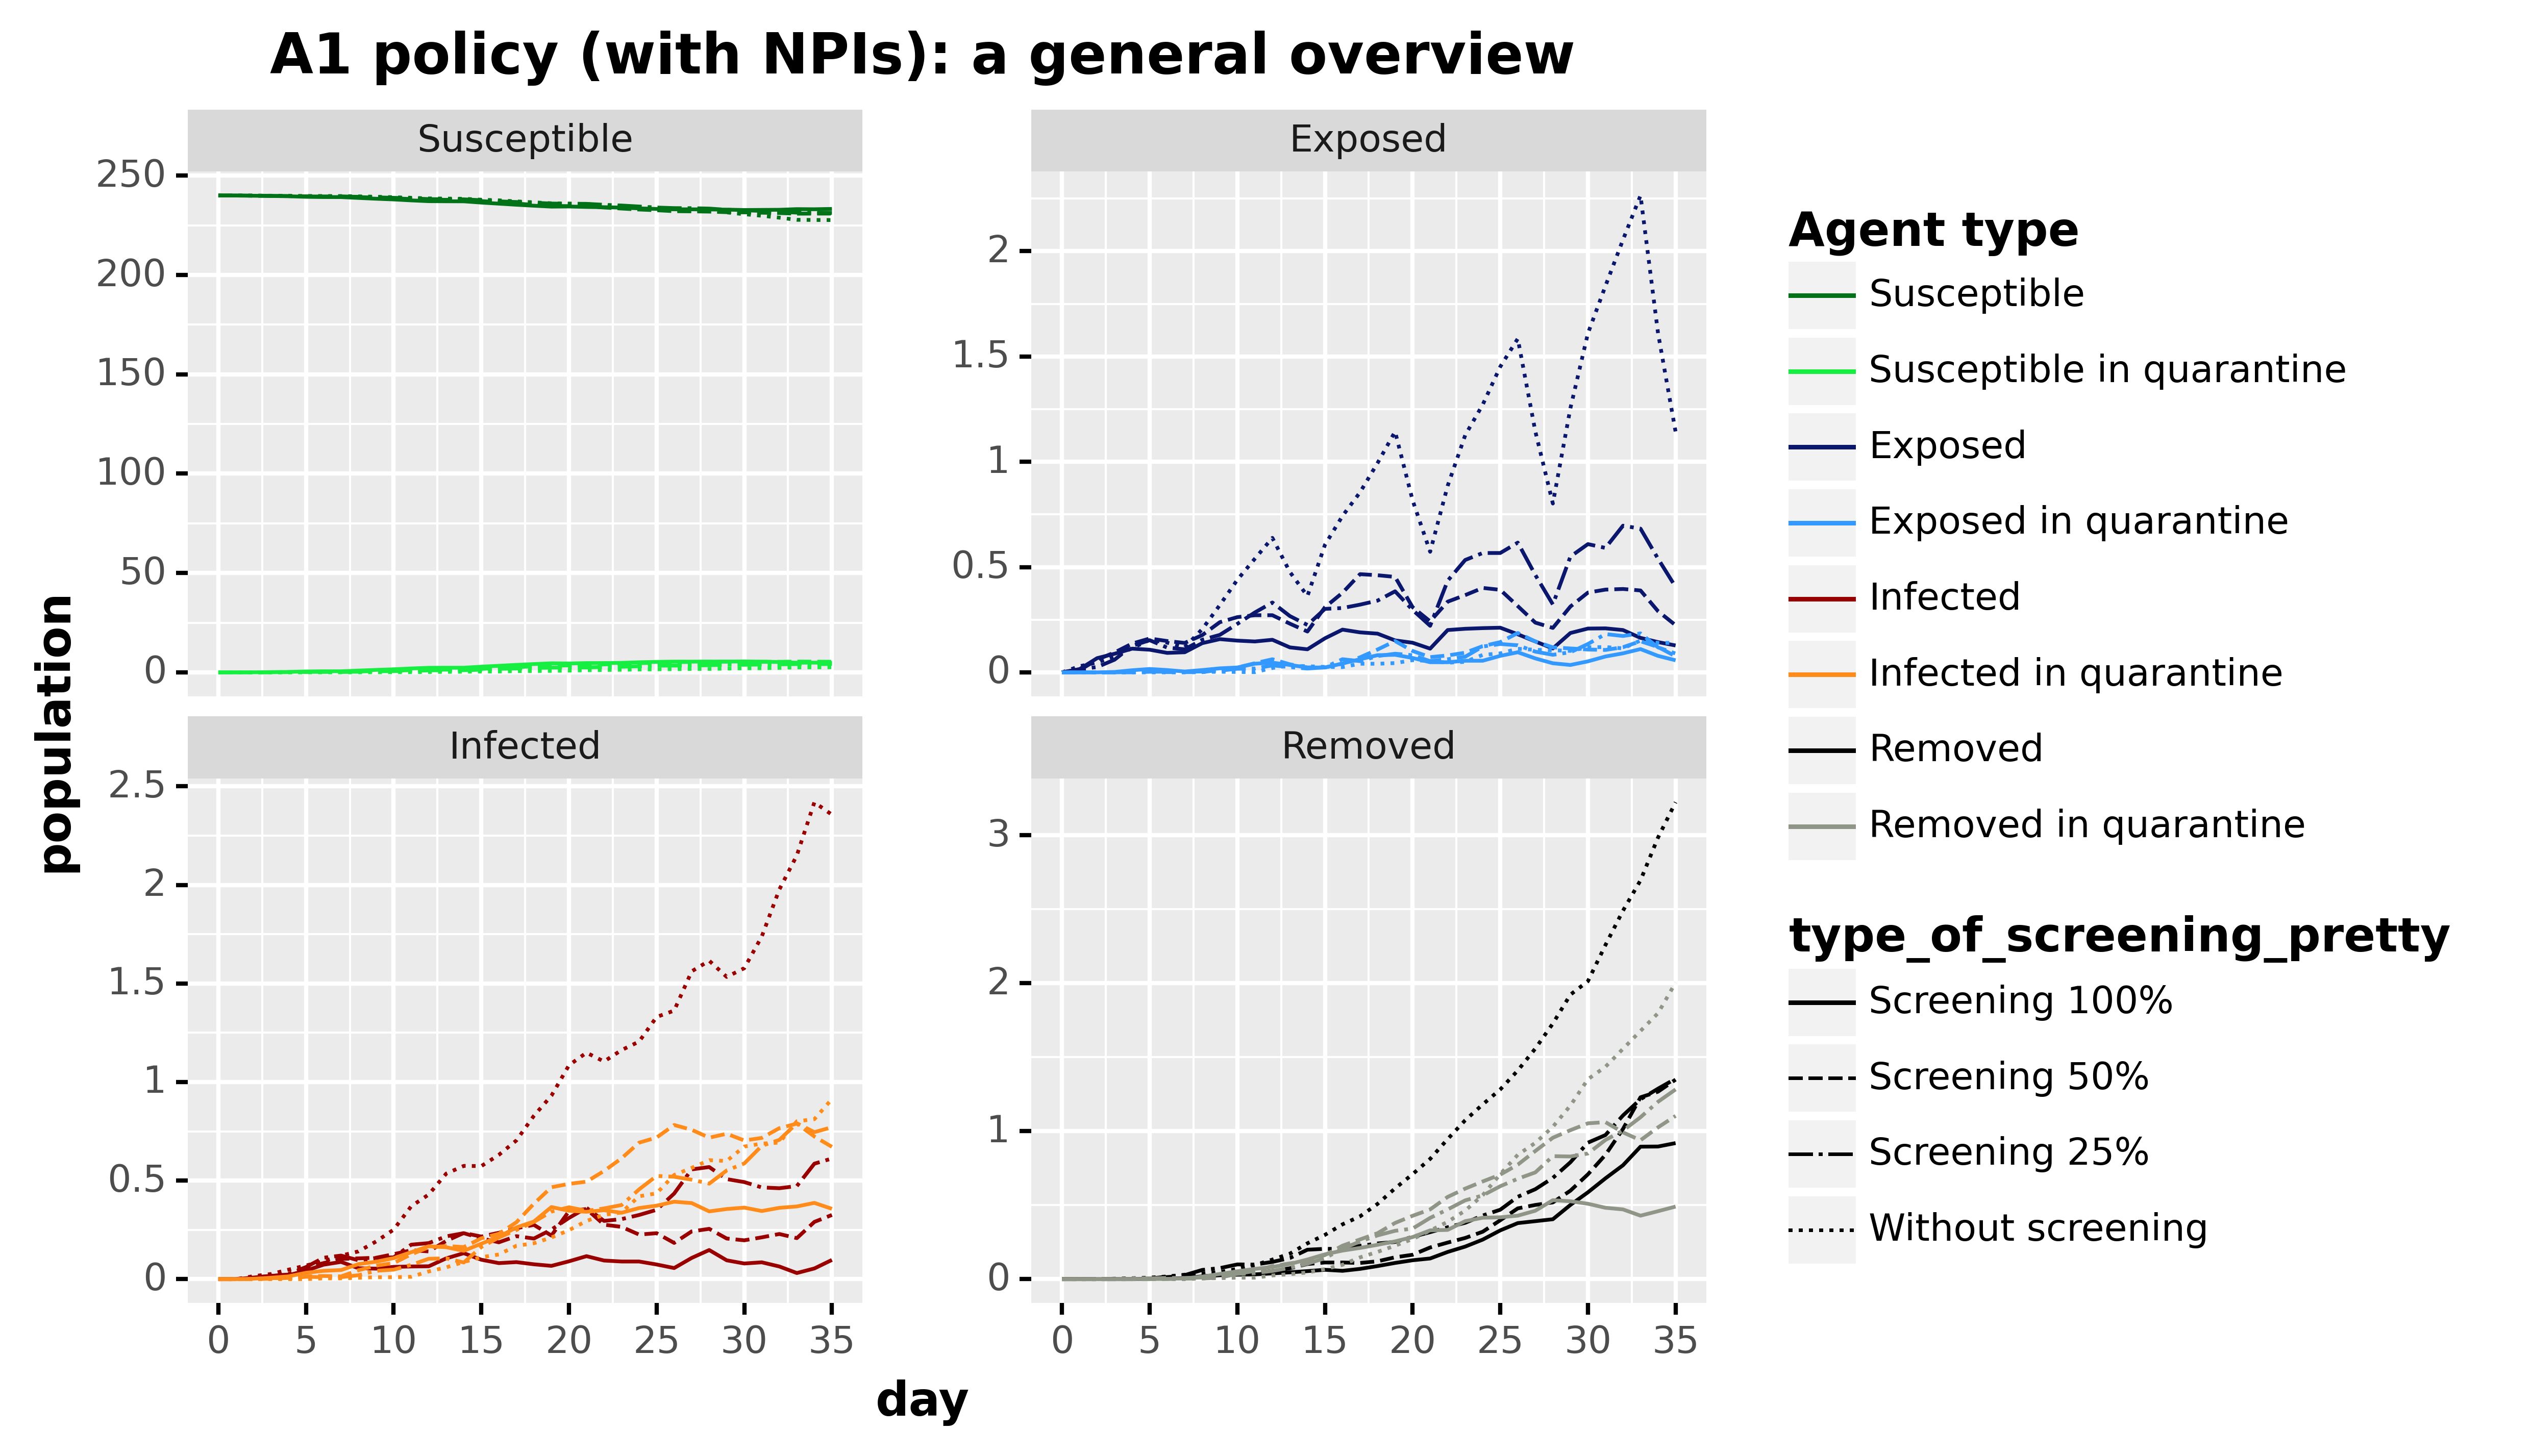 A1 policy (with NPIs): a general overview
Susceptible
Exposed
250
200
150
100
50
0
2
1.5
1
0.5
0
Infected
Removed
2.5
2
1.5
1
0.5
0
3
2
1
0
0 5 10 15 20 25 30 35
0 5 10 15 20 25 30 35
population
day
Agent type
Susceptible
Susceptible in quarantine
Exposed
Exposed in quarantine
Infected
Infected in quarantine
Removed
Removed in quarantine
type_of_screening_pretty
Screening 100%
Screening 50%
Screening 25%
Without screening